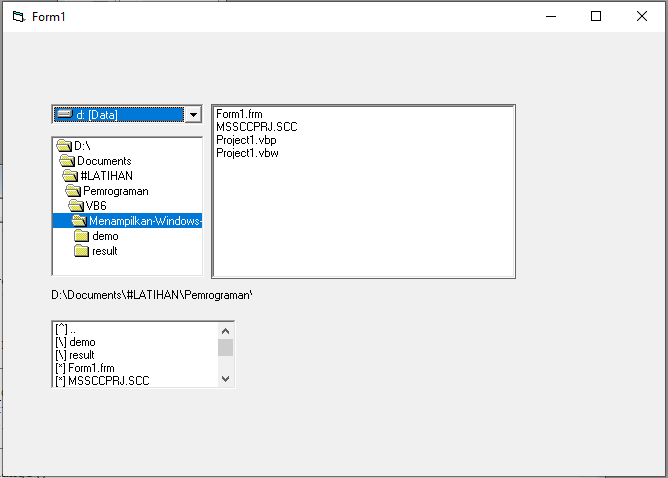 Form1
d: [Data]
D:\
Documents
#LATIHAN
Pemrograman
VB6
Menampilkan-Windows-
demo
result
Form1.frm
MSSCCPRJ.SCC
Project1.vbp
Project1.vbw
D:\Documents\#LATIHAN\Pemrograman\
[^] ..
[\] demo
[\] result
[*] Form1.frm
[*] MSSCCPRJ.SCC